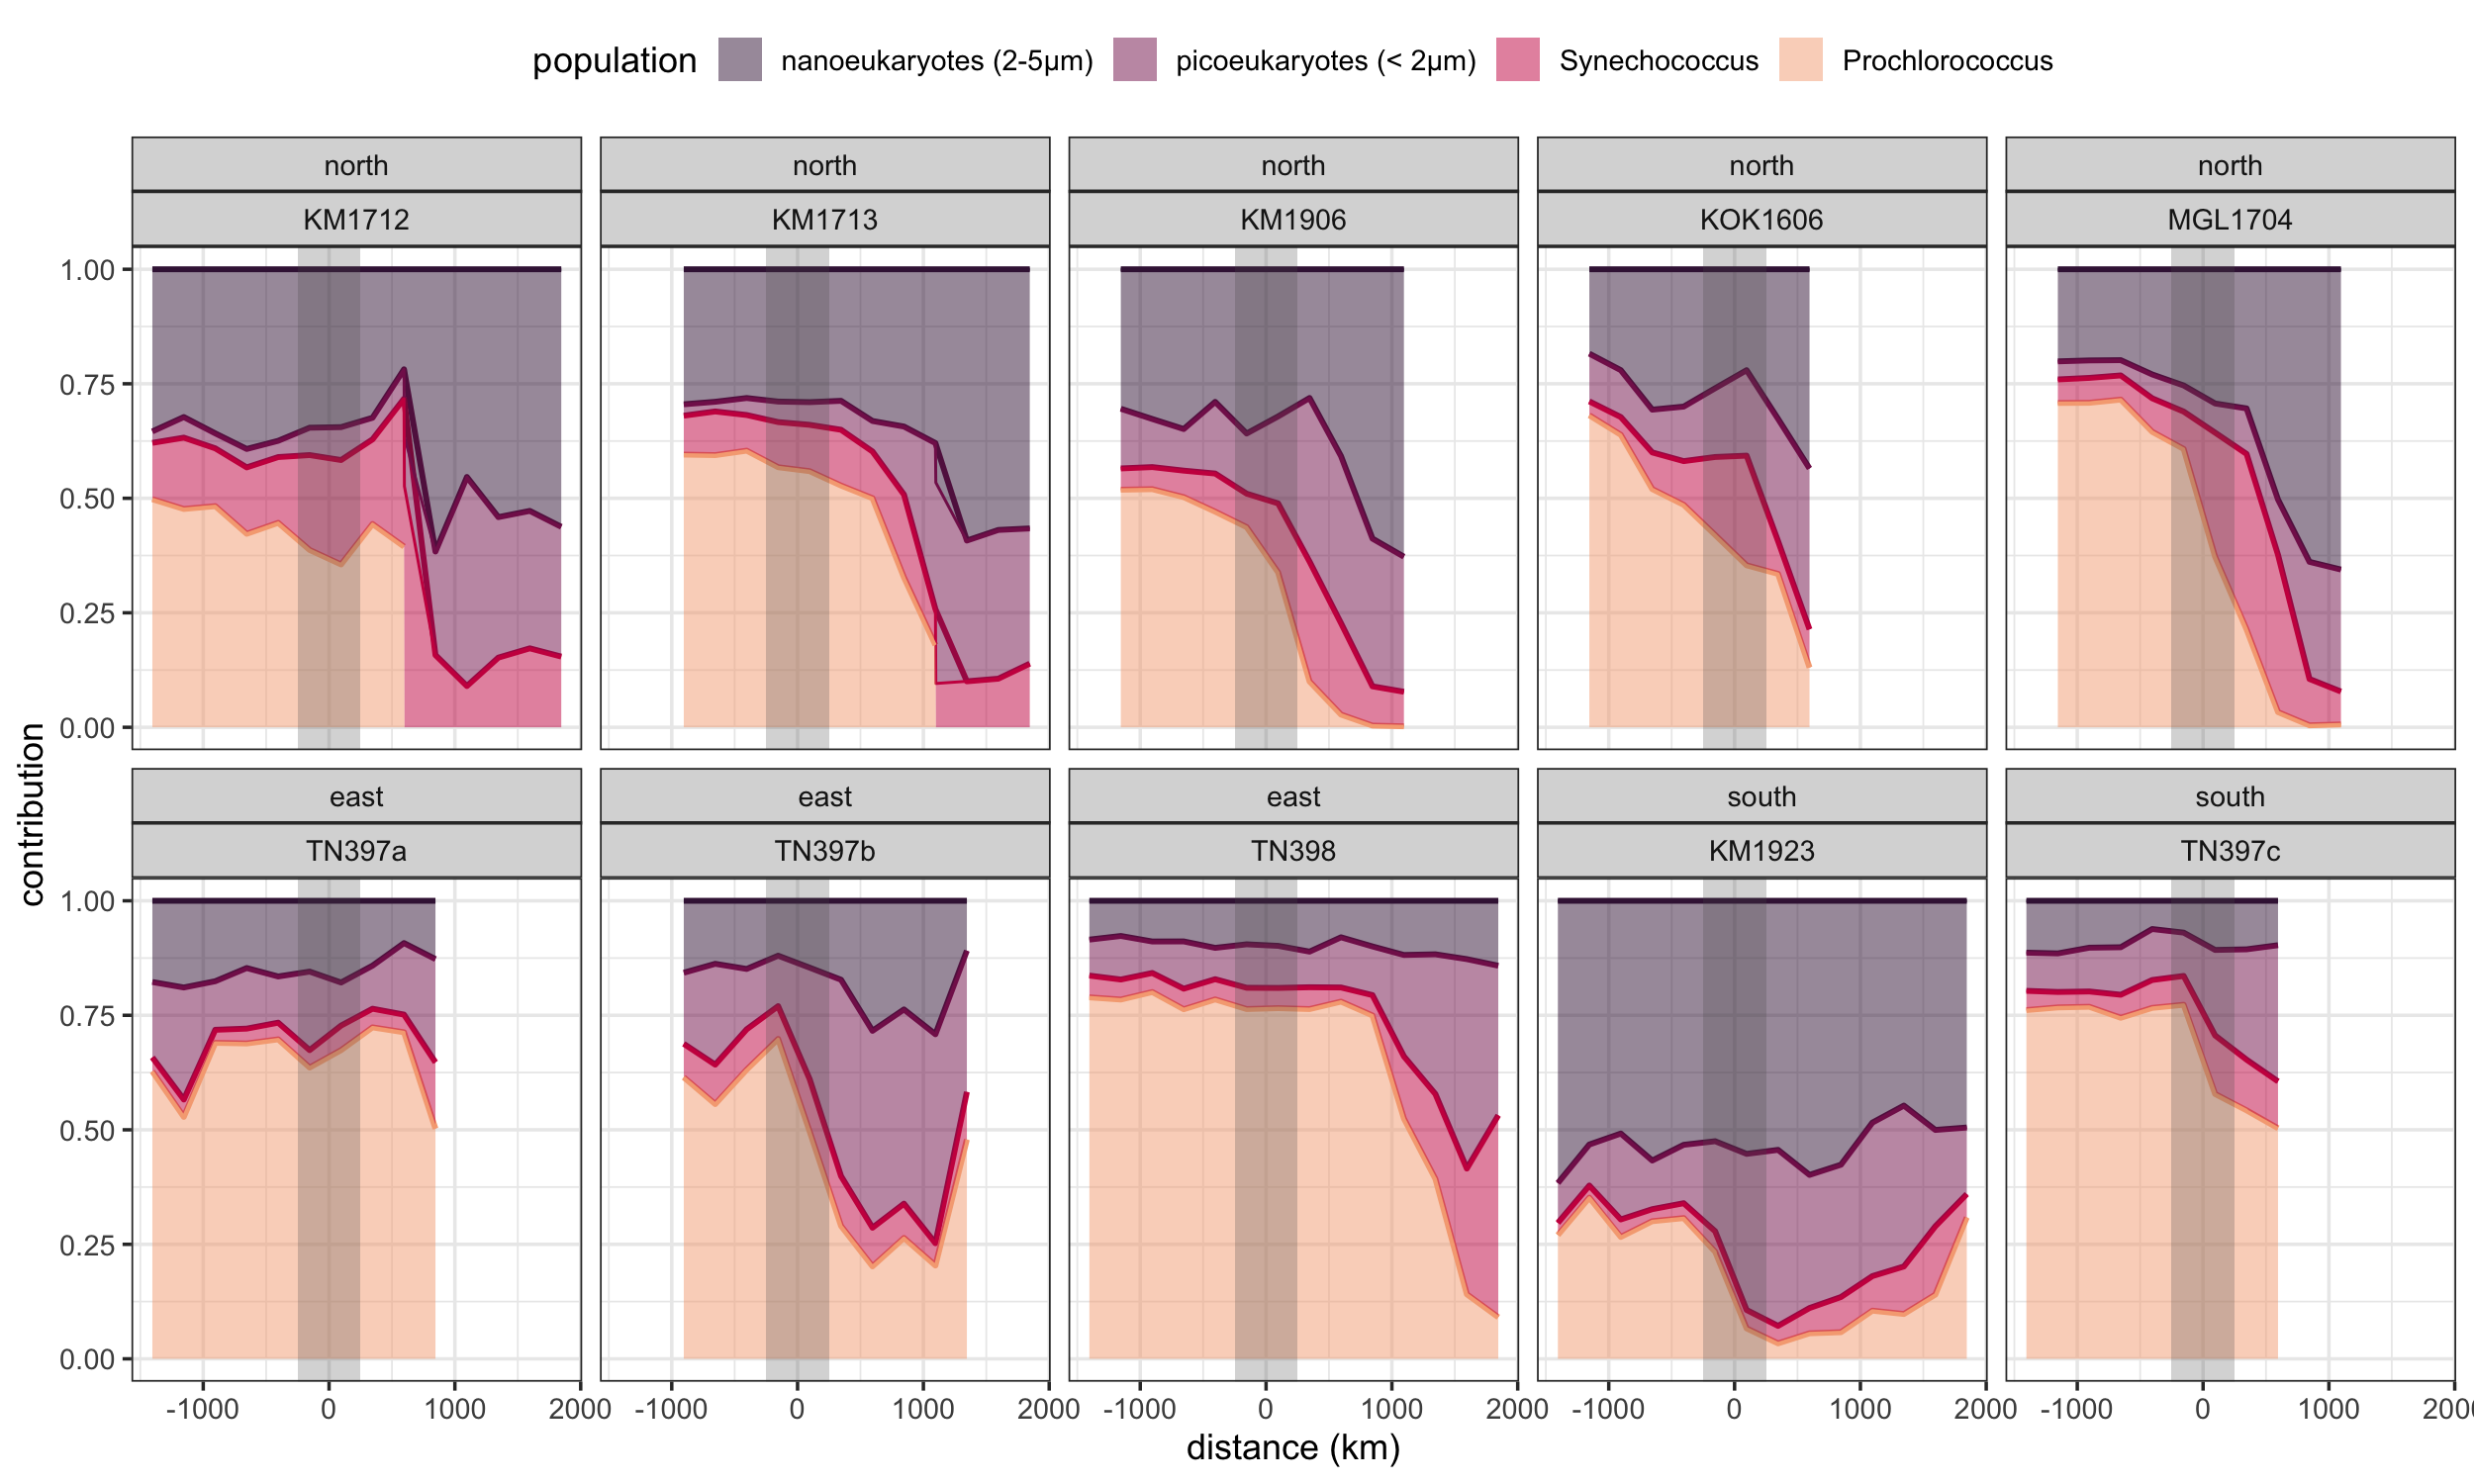 population nanoeukaryotes (2-5μm) picoeukaryotes (< 2μm) Synechococcus Prochlorococcus
north north north north north
KM1712 KM1713 KM1906 KOK1606 MGL1704
1.00
0.75
0.50
0.25
0.00
contribution
east east east south south
TN397a TN397b TN398 KM1923 TN397c
1.00
0.75
0.50
0.25
0.00
-1000 0 1000 2000 -1000 0 1000 2000 -1000 0 1000 2000 -1000 0 1000 2000 -1000 0 1000 2000
distance (km)